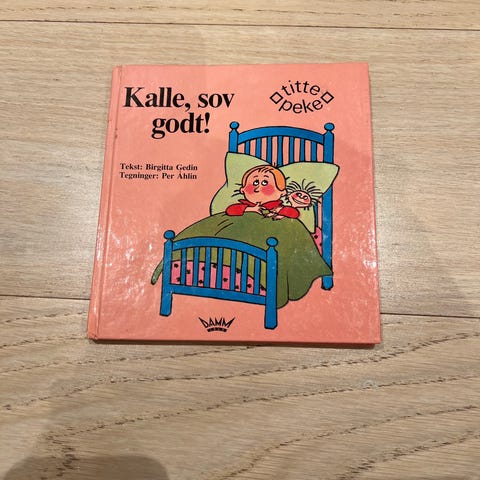 Kalle, sov
godt!
titte
peke
Tekst: Birgitta Gedin
Tegninger: Per Åhlin
DAMM